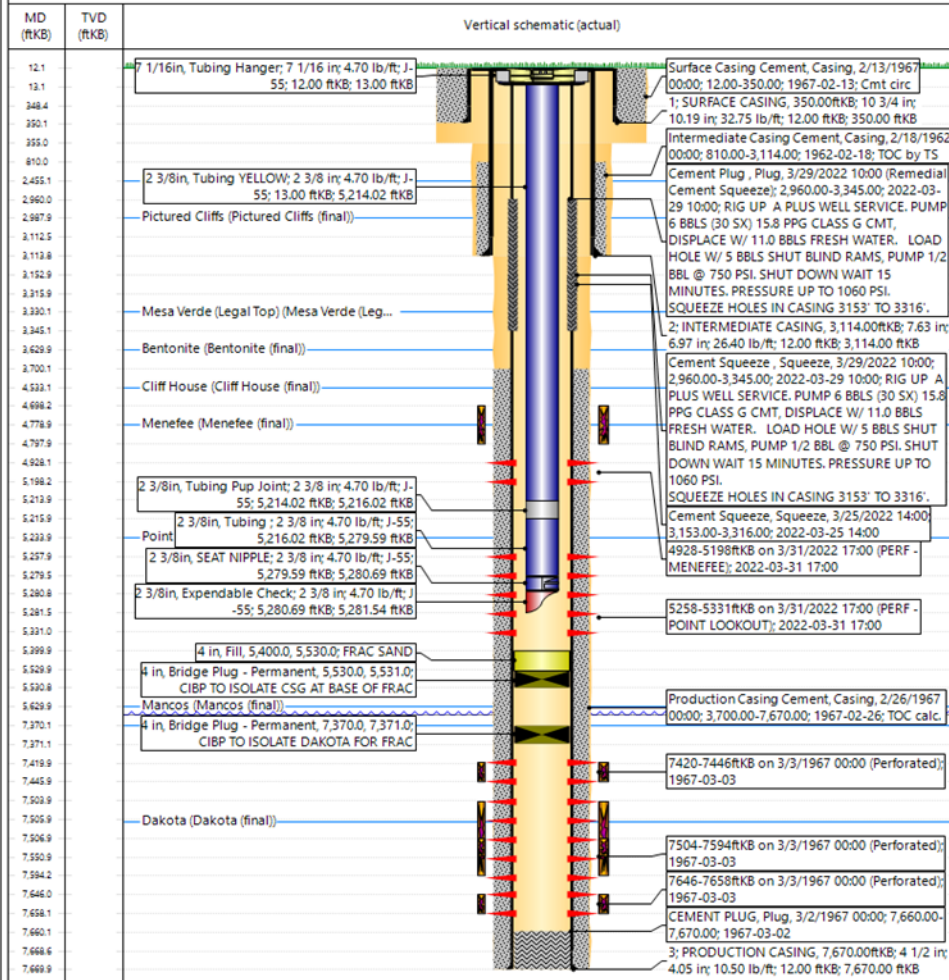 MD
(ftKB)
TVD
(ftKB)
Vertical schematic (actual)
12.1
13.1
348.4
350.1
355.0
810.0
2,455.1
2,960.0
2,987.9
3,112.5
3,113.8
3,152.9
3,315.9
3,330.1
3,345.1
3,629.9
3,700.1
4,533.1
4,698.2
4,778.9
4,797.9
4,928.1
5,198.2
5,213.9
5,215.9
5,233.9
5,257.9
5,279.5
5,280.8
5,281.5
5,331.0
5,399.9
5,529.9
5,530.8
5,629.9
7,370.1
7,371.1
7,419.9
7,445.9
7,503.9
7,505.9
7,506.9
7,550.9
7,594.2
7,646.0
7,658.1
7,660.1
7,668.6
7,669.9
7 1/16in, Tubing Hanger; 7 1/16 in; 4.70 lb/ft; J-
55; 12.00 ftKB; 13.00 ftKB
2 3/8in, Tubing YELLOW; 2 3/8 in; 4.70 lb/ft; J-
55; 13.00 ftKB; 5,214.02 ftKB
Pictured Cliffs (Pictured Cliffs (final))
Mesa Verde (Legal Top) (Mesa Verde (Leg...
Bentonite (Bentonite (final))
Cliff House (Cliff House (final))
Menefee (Menefee (final))
2 3/8in, Tubing Pup Joint; 2 3/8 in; 4.70 lb/ft; J-
55; 5,214.02 ftKB; 5,216.02 ftKB
2 3/8in, Tubing ; 2 3/8 in; 4.70 lb/ft; J-55;
5,216.02 ftKB; 5,279.59 ftKB
Point
2 3/8in, SEAT NIPPLE; 2 3/8 in; 4.70 lb/ft; J-55;
5,279.59 ftKB; 5,280.69 ftKB
2 3/8in, Expendable Check; 2 3/8 in; 4.70 lb/ft; J
-55; 5,280.69 ftKB; 5,281.54 ftKB
4 in, Fill, 5,400.0, 5,530.0; FRAC SAND
4 in, Bridge Plug - Permanent, 5,530.0, 5,531.0;
CIBP TO ISOLATE CSG AT BASE OF FRAC
Mancos (Mancos (final))
4 in, Bridge Plug - Permanent, 7,370.0, 7,371.0;
CIBP TO ISOLATE DAKOTA FOR FRAC
Dakota (Dakota (final))
Surface Casing Cement, Casing, 2/13/1967
00:00; 12.00-350.00; 1967-02-13; Cmt circ
1; SURFACE CASING, 350.00ftKB; 10 3/4 in;
10.19 in; 32.75 lb/ft; 12.00 ftKB; 350.00 ftKB
Intermediate Casing Cement, Casing, 2/18/1962
00:00; 810.00-3,114.00; 1962-02-18; TOC by TS
Cement Plug , Plug, 3/29/2022 10:00 (Remedial
Cement Squeeze); 2,960.00-3,345.00; 2022-03-
29 10:00; RIG UP  A PLUS WELL SERVICE. PUMP
6 BBLS (30 SX) 15.8 PPG CLASS G CMT,
DISPLACE W/ 11.0 BBLS FRESH WATER.   LOAD
HOLE W/ 5 BBLS SHUT BLIND RAMS, PUMP 1/2
BBL @ 750 PSI. SHUT DOWN WAIT 15
MINUTES. PRESSURE UP TO 1060 PSI.
SQUEEZE HOLES IN CASING 3153' TO 3316'.
2; INTERMEDIATE CASING, 3,114.00ftKB; 7.63 in;
6.97 in; 26.40 lb/ft; 12.00 ftKB; 3,114.00 ftKB
Cement Squeeze , Squeeze, 3/29/2022 10:00;
2,960.00-3,345.00; 2022-03-29 10:00; RIG UP  A
PLUS WELL SERVICE. PUMP 6 BBLS (30 SX) 15.8
PPG CLASS G CMT, DISPLACE W/ 11.0 BBLS
FRESH WATER.   LOAD HOLE W/ 5 BBLS SHUT
BLIND RAMS, PUMP 1/2 BBL @ 750 PSI. SHUT
DOWN WAIT 15 MINUTES. PRESSURE UP TO
1060 PSI.
SQUEEZE HOLES IN CASING 3153' TO 3316'.
Cement Squeeze, Squeeze, 3/25/2022 14:00;
3,153.00-3,316.00; 2022-03-25 14:00
4928-5198ftKB on 3/31/2022 17:00 (PERF -
MENEFEE); 2022-03-31 17:00
5258-5331ftKB on 3/31/2022 17:00 (PERF -
POINT LOOKOUT); 2022-03-31 17:00
Production Casing Cement, Casing, 2/26/1967
00:00; 3,700.00-7,670.00; 1967-02-26; TOC calc.
7420-7446ftKB on 3/3/1967 00:00 (Perforated);
1967-03-03
7504-7594ftKB on 3/3/1967 00:00 (Perforated);
1967-03-03
7646-7658ftKB on 3/3/1967 00:00 (Perforated);
1967-03-03
CEMENT PLUG, Plug, 3/2/1967 00:00; 7,660.00-
7,670.00; 1967-03-02
3; PRODUCTION CASING, 7,670.00ftKB; 4 1/2 in;
4.05 in; 10.50 lb/ft; 12.00 ftKB; 7,670.00 ftKB